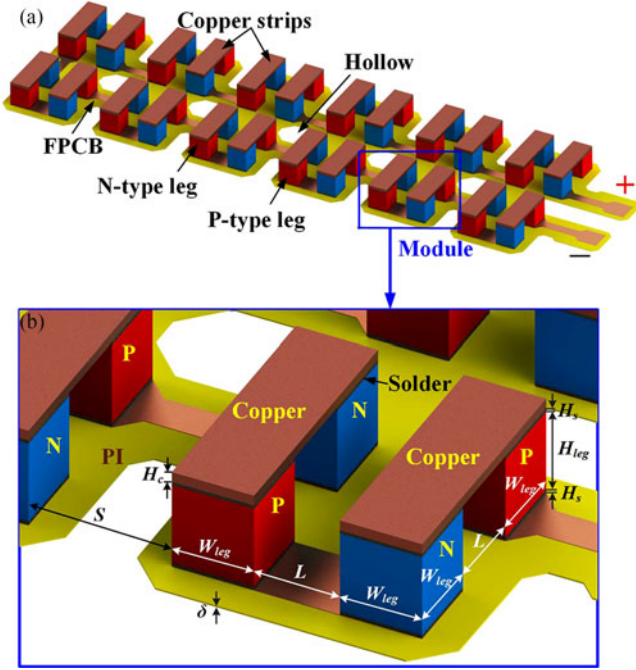 (a)
Copper strips
Hollow
FPCB
N-type leg
P-type leg
+
Module
−
(b)
Solder
P
Copper
N
Hs
Copper
P
Hleg
N
PI
Wleg
Hs
Hc
P
S
N
L
Wleg
Wleg
L
Wleg
δ